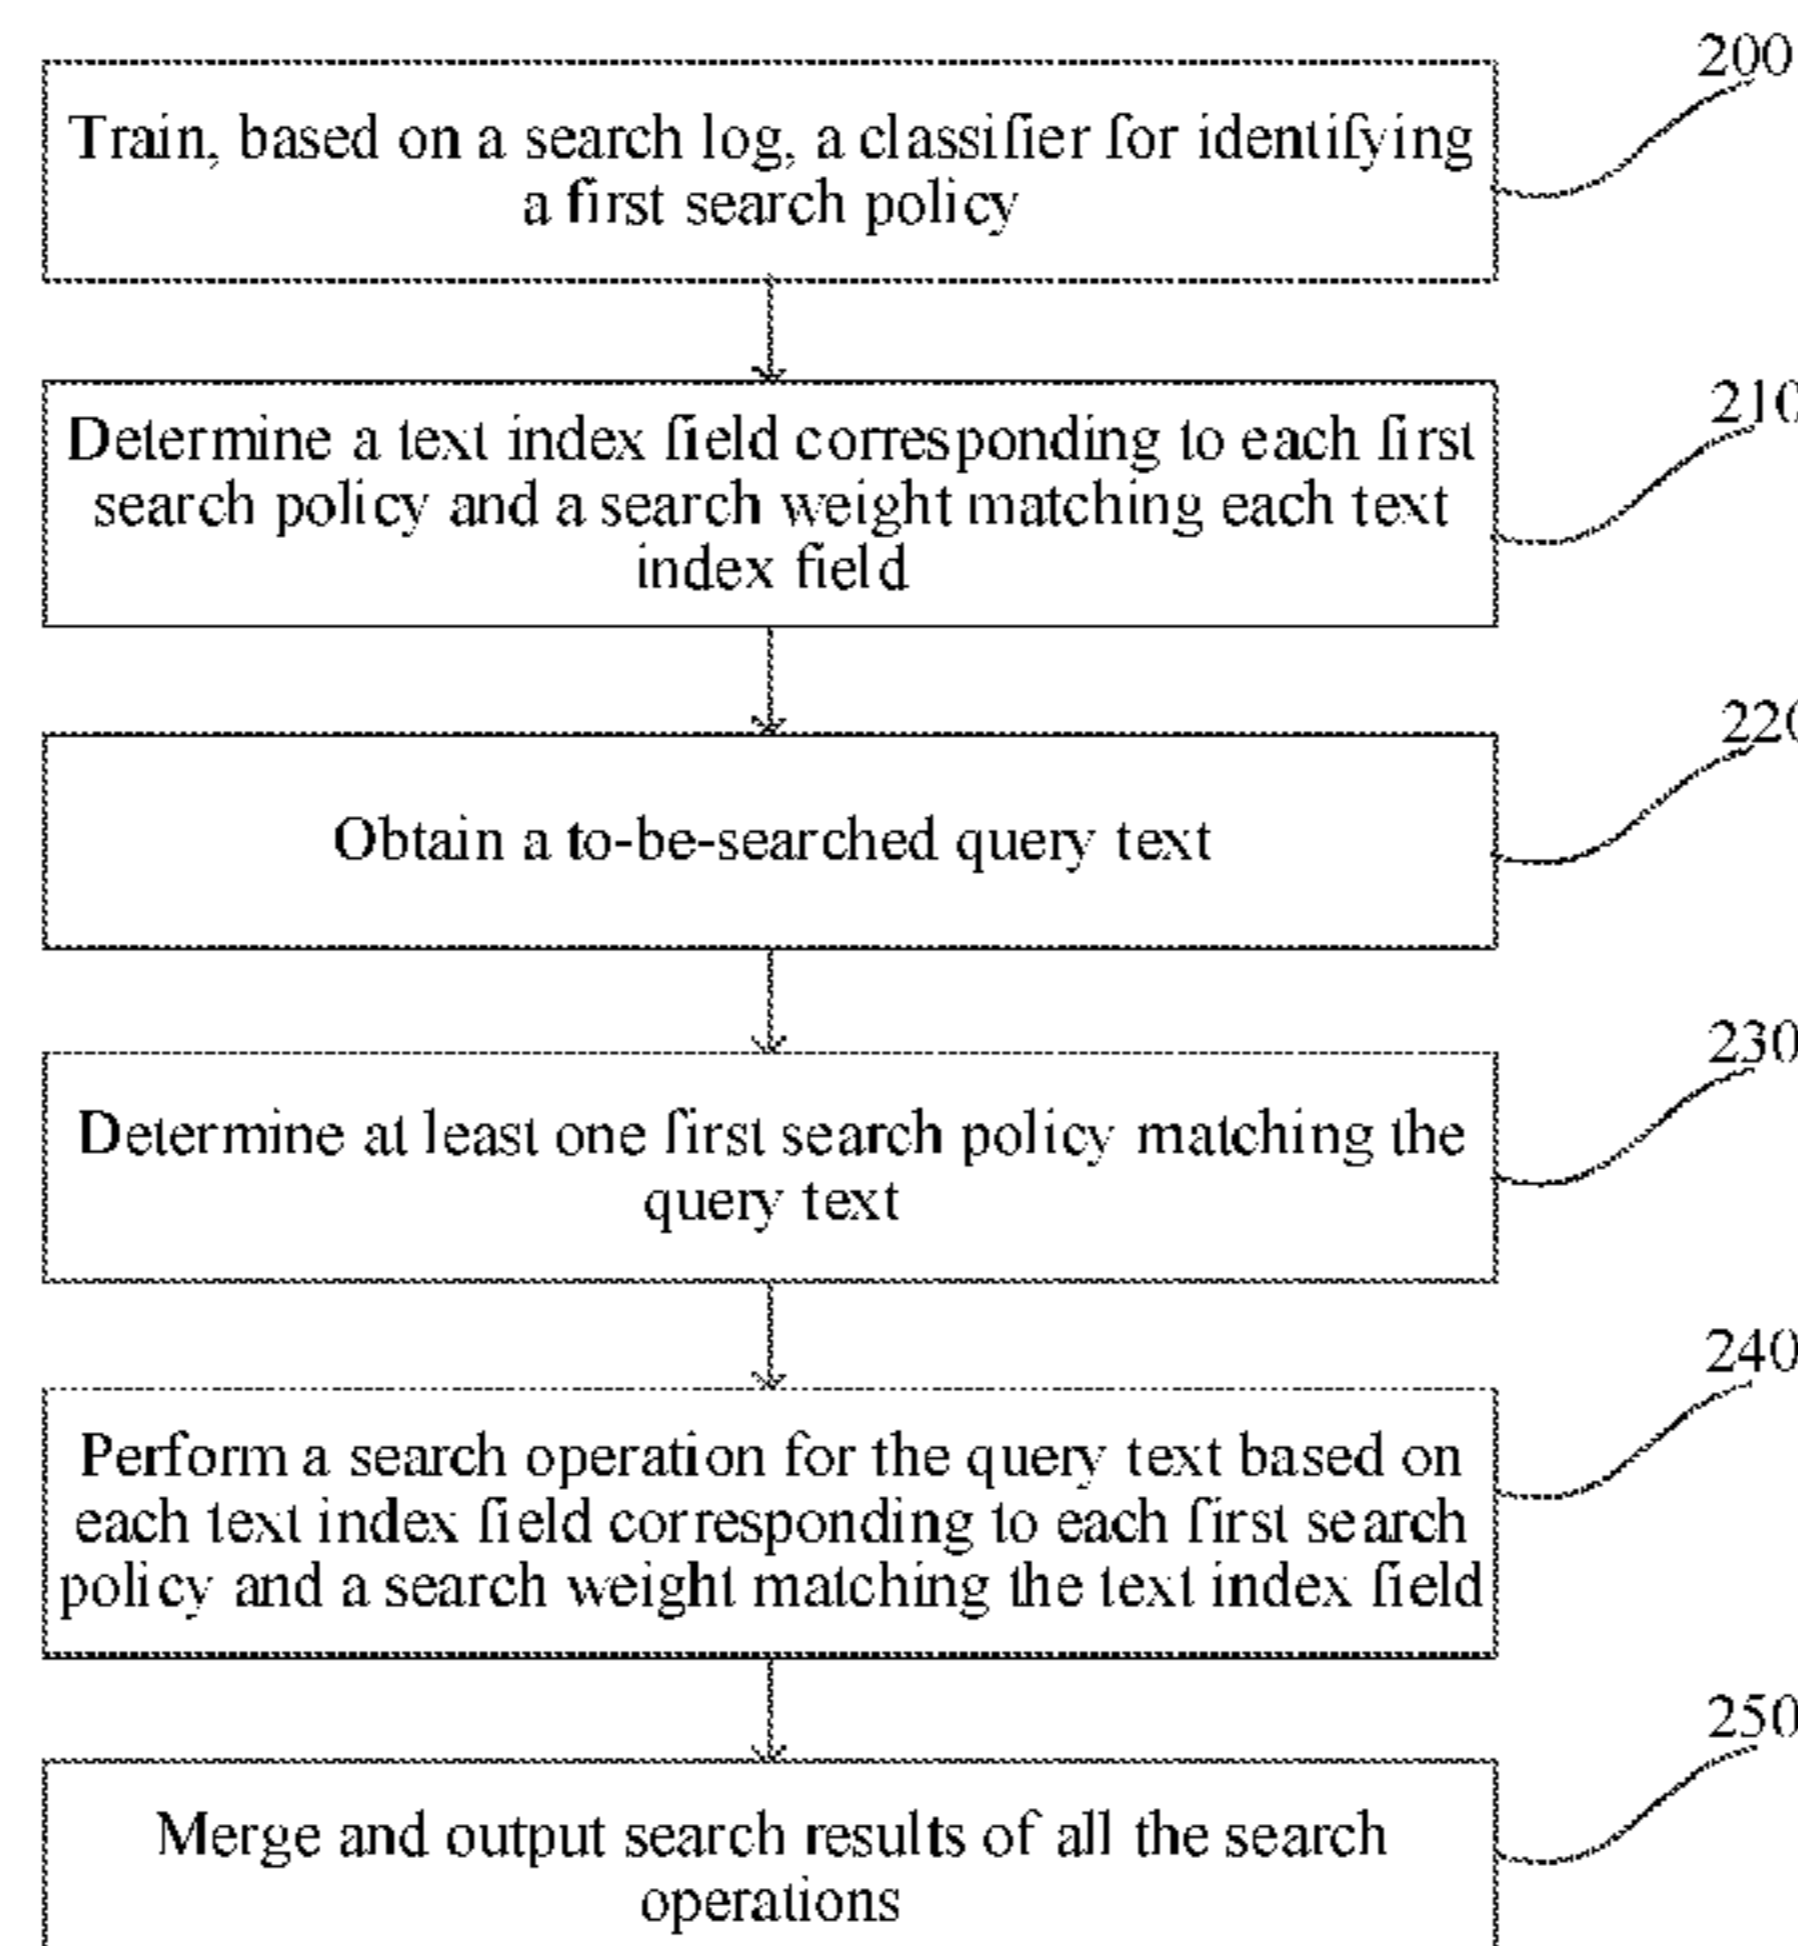 200
Train, based on a search log, a classifier for identifying
a first search policy
210
Determine a text index field corresponding to each first
search policy and a search weight matching each text
index field
220
Obtain a to-be-searched query text
230
Determine at least one first search policy matching the
query text
240
Perform a search operation for the query text based on
each text index field corresponding to each first search
policy and a search weight matching the text index field
250
Merge and output search results of all the search
operations